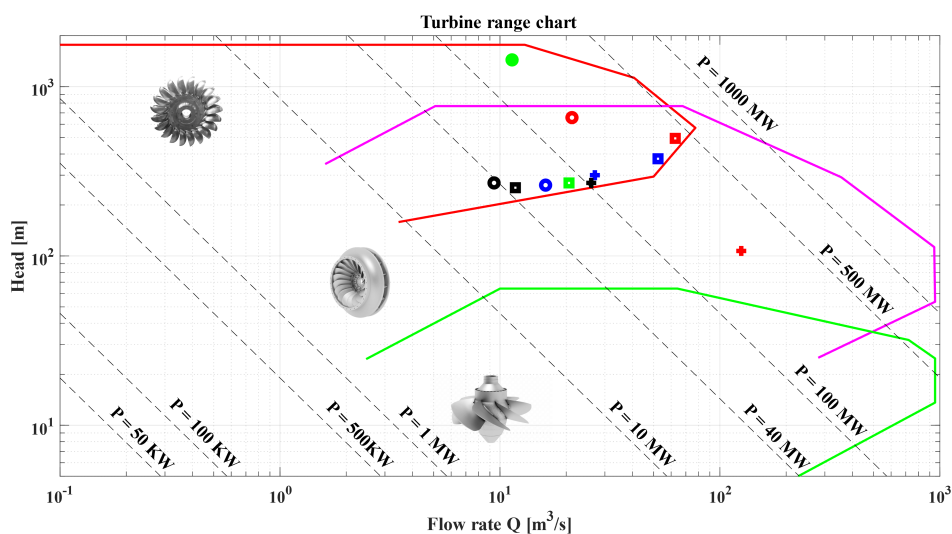 Turbine range chart
P = 1000 MW
P = 500 MW
P = 50 KW
P = 100 KW
P = 500KW
P = 1 MW
P = 10 MW
P = 40 MW
P = 100 MW
Head [m]
10³
10²
10¹
10⁻¹ 10⁰ 10¹ 10² 10³
Flow rate Q [m³/s]